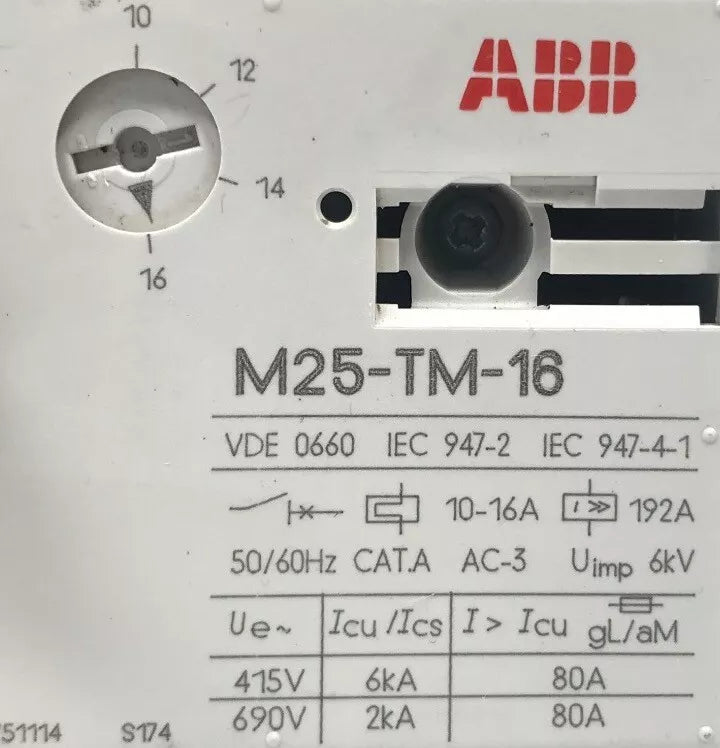 10
12
14
16
ABB
M25-TM-16
VDE 0660 IEC 947-2 IEC 947-4-1
10-16A I >> 192A
50/60Hz CAT.A AC-3 Uimp 6kV
Ue~ Icu/Ics I > Icu gL/aM
415V 6kA 80A
690V 2kA 80A
51114 S174